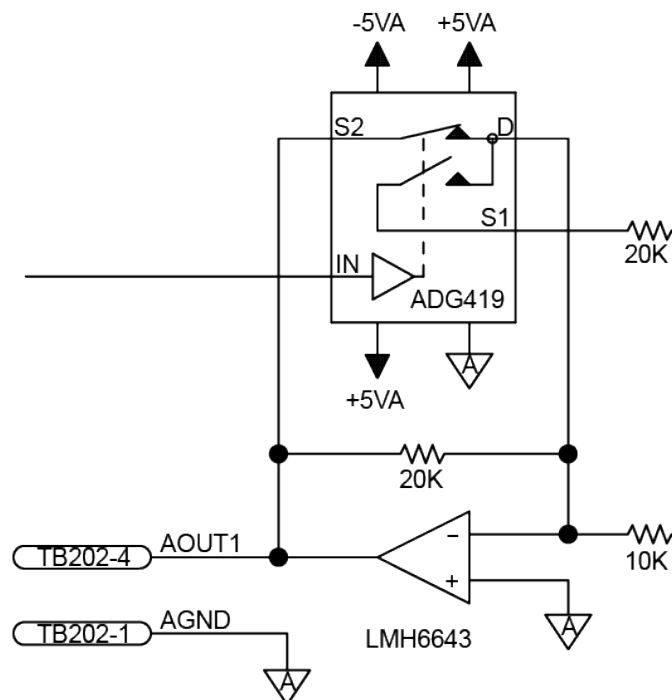 -5VA +5VA
S2 D
S1
20K
IN
ADG419
A
+5VA
20K
TB202-4 AOUT1 − 10K
+
A
TB202-1 AGND
LMH6643
A